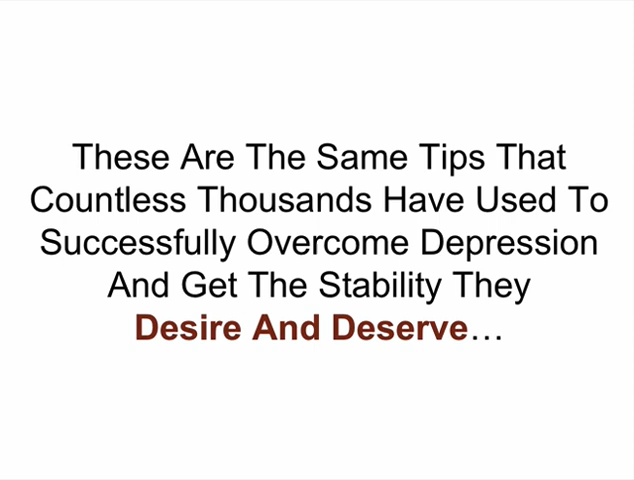 These Are The Same Tips That
Countless Thousands Have Used To
Successfully Overcome Depression
And Get The Stability They
Desire And Deserve…